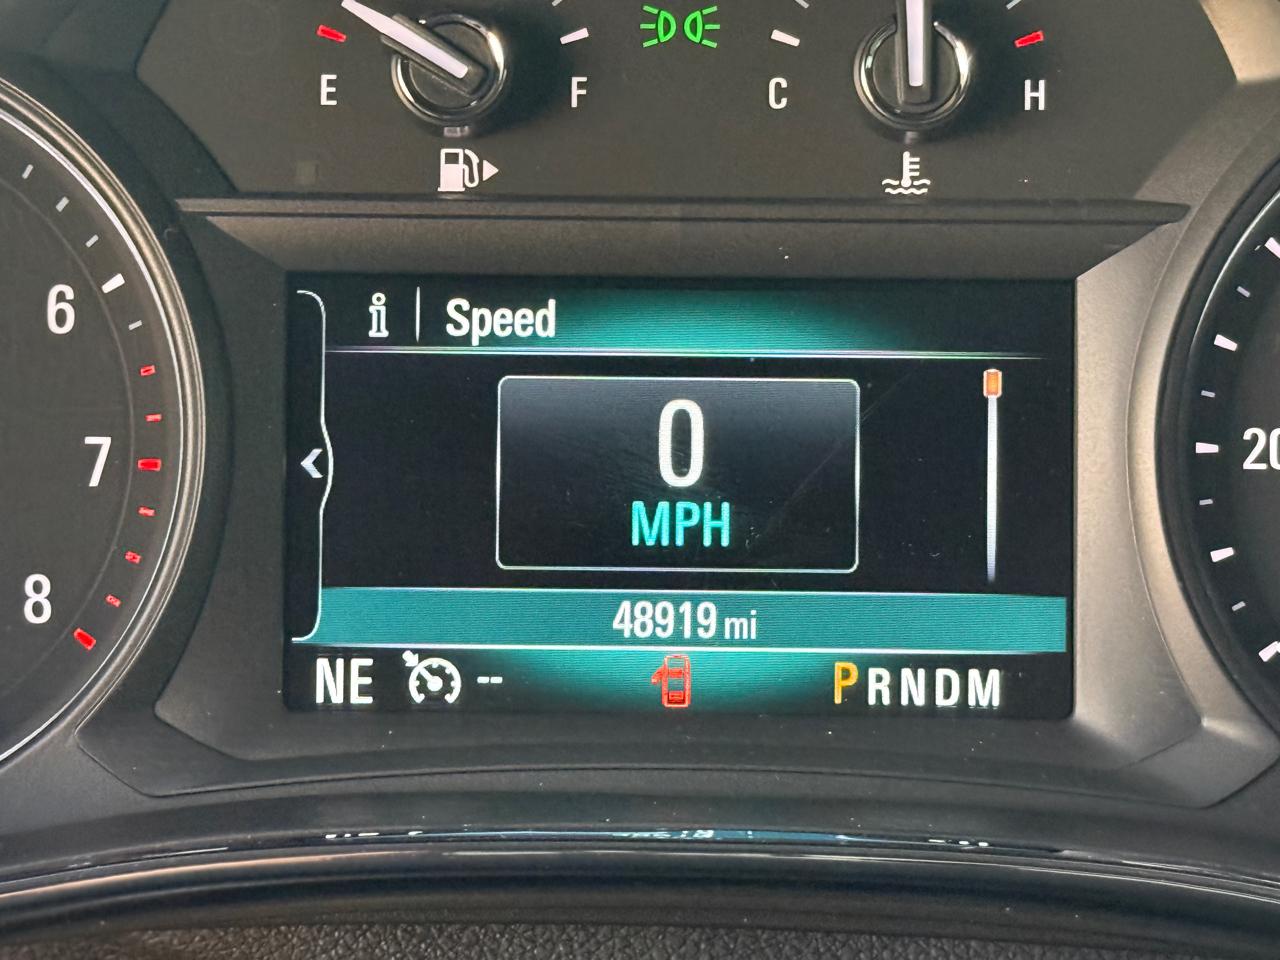 E F C H
i | Speed
6
0
20
7
MPH
8
48919 mi
NE -- PRNDM